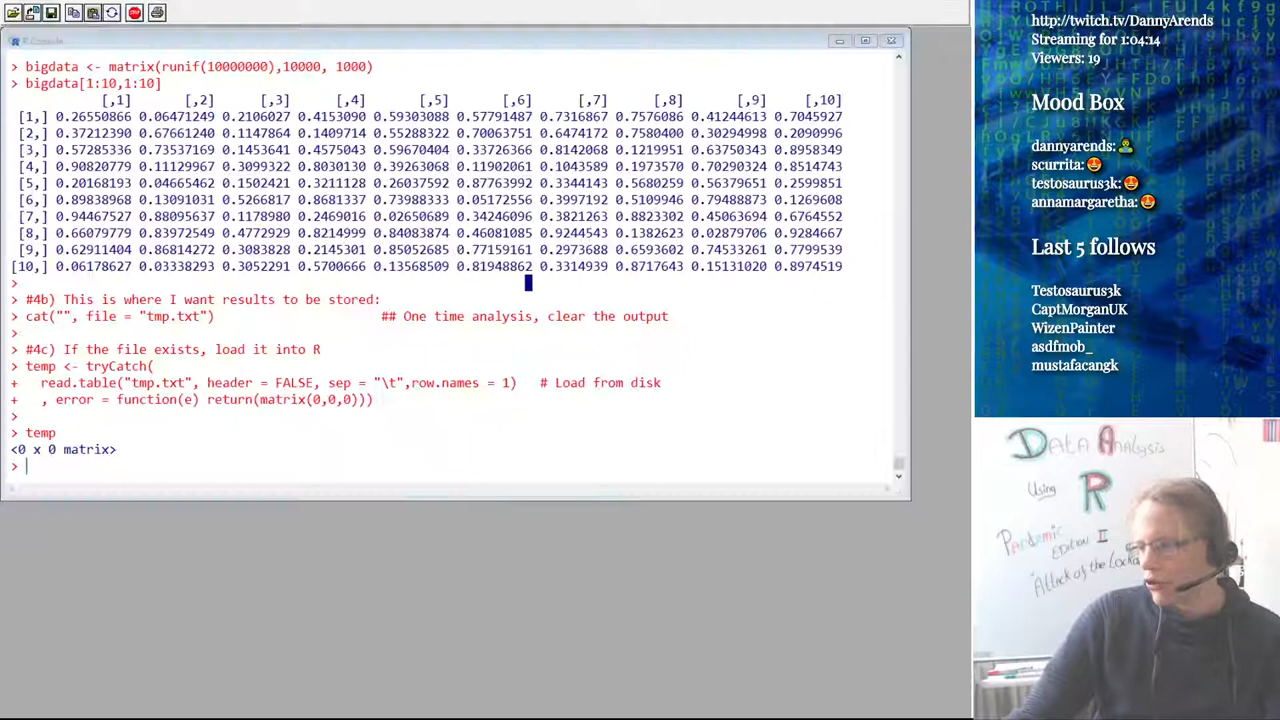 R Console
> bigdata <- matrix(runif(10000000),10000, 1000)
> bigdata[1:10,1:10]
[,1] [,2] [,3] [,4] [,5] [,6] [,7] [,8] [,9] [,10]
[1,] 0.26550866 0.06471249 0.2106027 0.4153090 0.59303088 0.57791487 0.7316867 0.7576086 0.41244613 0.7045927
[2,] 0.37212390 0.67661240 0.1147864 0.1409714 0.55288322 0.70063751 0.6474172 0.7580400 0.30294998 0.2090996
[3,] 0.57285336 0.73537169 0.1453641 0.4575043 0.59670404 0.33726366 0.8142068 0.1219951 0.63750343 0.8958349
[4,] 0.90820779 0.11129967 0.3099322 0.8030130 0.39263068 0.11902061 0.1043589 0.1973570 0.70290324 0.8514743
[5,] 0.20168193 0.04665462 0.1502421 0.3211128 0.26037592 0.87763992 0.3344143 0.5680259 0.56379651 0.2599851
[6,] 0.89838968 0.13091031 0.5266817 0.8681337 0.73988333 0.05172556 0.3997192 0.5109946 0.79488873 0.1269608
[7,] 0.94467527 0.88095637 0.1178980 0.2469016 0.02650680 0.34246096 0.3821263 0.8823302 0.45063694 0.6764552
[8,] 0.66079779 0.83972549 0.4772929 0.8214999 0.84083874 0.46081085 0.9244543 0.1382623 0.02879706 0.9284667
[9,] 0.62911404 0.86814272 0.3083828 0.2145301 0.85052685 0.77159161 0.2973688 0.6593602 0.74533261 0.7799539
[10,] 0.06178627 0.03338293 0.3052291 0.5700666 0.13568509 0.81948862 0.3314939 0.8717643 0.15131020 0.8974519
>
> #4b) This is where I want results to be stored:
> cat("", file = "tmp.txt") ## One time analysis, clear the output
>
> #4c) If the file exists, load it into R
> temp <- tryCatch(
+ read.table("tmp.txt", header = FALSE, sep = "\t",row.names = 1) # Load from disk
+ , error = function(e) return(matrix(0,0,0)))
>
> temp
<0 x 0 matrix>
>
http://twitch.tv/DannyArends
Streaming for 1:04:14
Viewers: 19
Mood Box
dannyarends:
scurrita:
testosaurus3k:
annamargaretha:
Last 5 follows
Testosaurus3k
CaptMorganUK
WizenPainter
asdfmob_
mustafacangk
Data Analysis
Using R
Pandemic
Edition II
"Attack of the